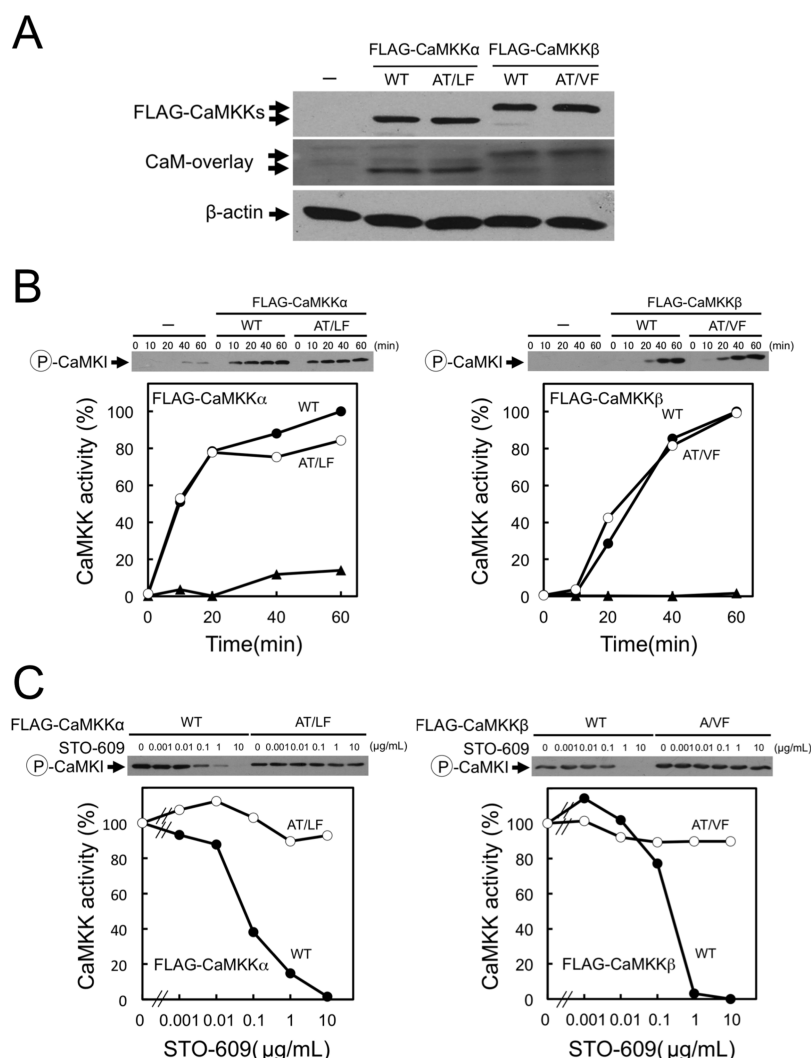 A
FLAG-CaMKKα FLAG-CaMKKβ
– WT AT/LF WT AT/VF
FLAG-CaMKKs
CaM-overlay
β-actin
B
FLAG-CaMKKα
– WT AT/LF
0 10 20 40 60 0 10 20 40 60 0 10 20 40 60 (min)
P-CaMKI
CaMKK activity (%)
100
80
60
40
20
0
FLAG-CaMKKα
WT
AT/LF
0 20 40 60
Time(min)
FLAG-CaMKKβ
– WT AT/VF
0 10 20 40 60 0 10 20 40 60 0 10 20 40 60 (min)
P-CaMKI
CaMKK activity (%)
100
80
60
40
20
0
FLAG-CaMKKβ
WT
AT/VF
0 20 40 60
Time(min)
C
FLAG-CaMKKα WT AT/LF
STO-609 0 0.001 0.01 0.1 1 10 0 0.001 0.01 0.1 1 10 (μg/mL)
P-CaMKI
CaMKK activity (%)
100
80
60
40
20
0
AT/LF
WT
FLAG-CaMKKα
0 0.001 0.01 0.1 1 10
STO-609(μg/mL)
FLAG-CaMKKβ WT A/VF
STO-609 0 0.001 0.01 0.1 1 10 0 0.001 0.01 0.1 1 10 (μg/mL)
P-CaMKI
CaMKK activity (%)
100
80
60
40
20
0
AT/VF
WT
FLAG-CaMKKβ
0 0.001 0.01 0.1 1 10
STO-609(μg/mL)